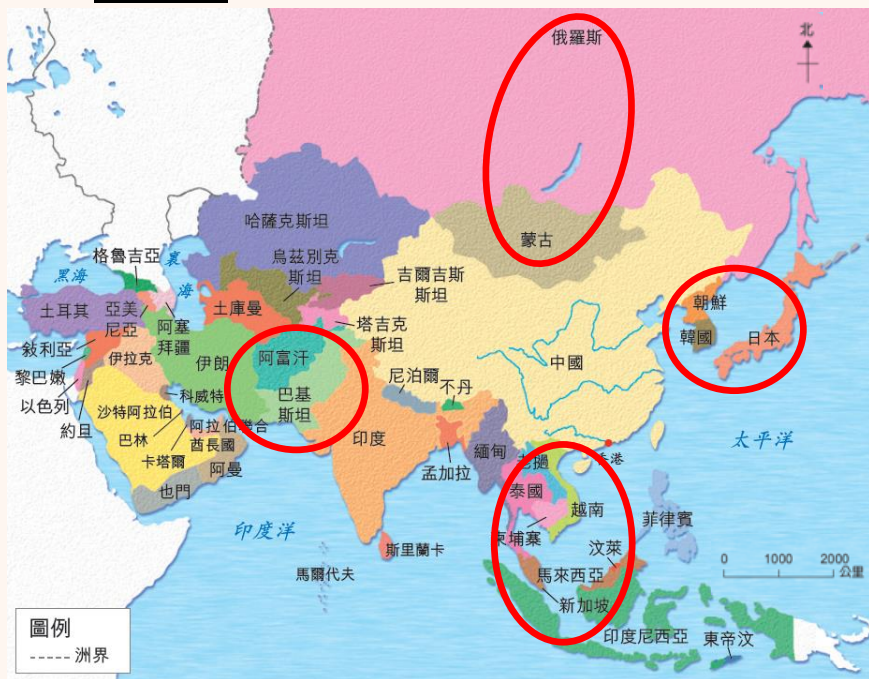 俄羅斯
北
哈薩克斯坦
蒙古
格魯吉亞
裏
海
黑海
烏茲別克
斯坦
吉爾吉斯
斯坦
土耳其
亞美
尼亞
阿塞
拜疆
土庫曼
塔吉克
斯坦
朝鮮
韓國
日本
敍利亞
伊拉克
伊朗
阿富汗
中國
黎巴嫩
尼泊爾
不丹
以色列
科威特
巴基
斯坦
約旦
沙特阿拉伯
巴林
阿拉伯聯合
酋長國
卡塔爾
阿曼
也門
印度
孟加拉
緬甸
老撾
香港
太平洋
泰國
越南
菲律賓
印度洋
柬埔寨
汶萊
斯里蘭卡
馬爾代夫
馬來西亞
0 1000 2000
公里
新加坡
印度尼西亞
東帝汶
圖例
洲界